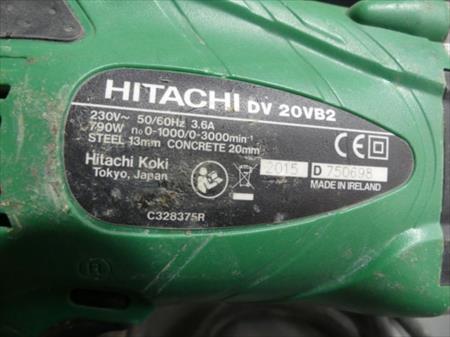 HITACHI DV 20VB2
230V~ 50/60Hz 3.6A
790W n₀0-1000/0-3000min⁻¹
STEEL 13mm CONCRETE 20mm
CE
Hitachi Koki
Tokyo, Japan
2015 D 750698
MADE IN IRELAND
C328375R